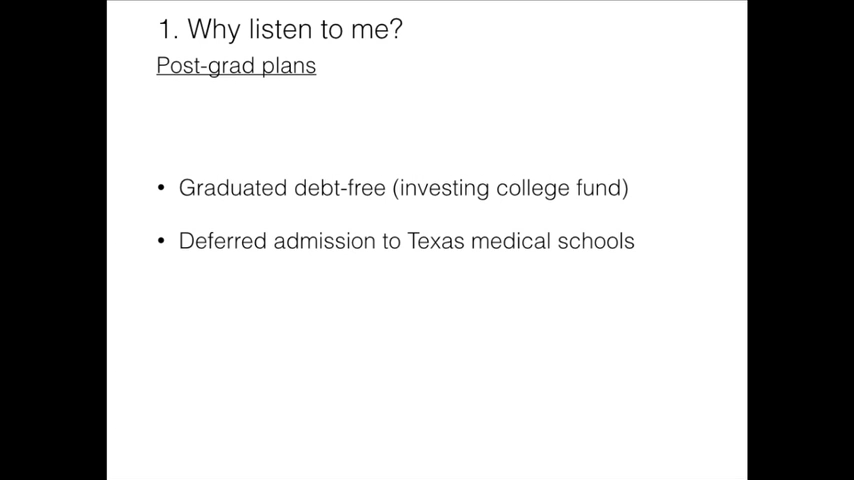 1. Why listen to me?
Post-grad plans
• Graduated debt-free (investing college fund)
• Deferred admission to Texas medical schools